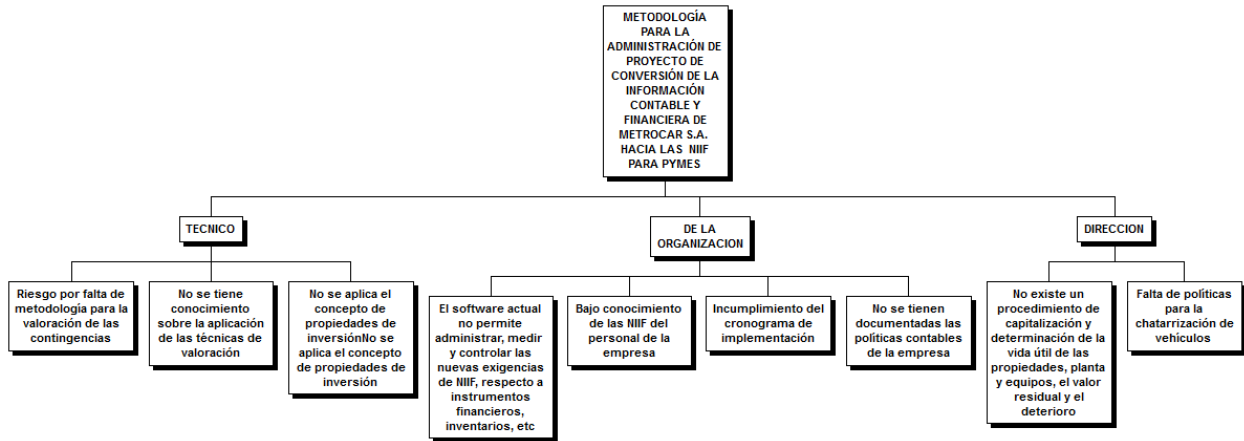 METODOLOGÍA
PARA LA
ADMINISTRACIÓN DE
PROYECTO DE
CONVERSIÓN DE LA
INFORMACIÓN
CONTABLE Y
FINANCIERA DE
METROCAR S.A.
HACIA LAS NIIF
PARA PYMES
TECNICO
DE LA
ORGANIZACION
DIRECCION
Riesgo por falta de
metodología para la
valoración de las
contingencias
No se tiene
conocimiento
sobre la aplicación
de las técnicas de
valoración
No se aplica el
concepto de
propiedades de
inversiónNo se
aplica el concepto
de propiedades de
inversión
El software actual
no permite
administrar, medir
y controlar las
nuevas exigencias
de NIIF, respecto a
instrumentos
financieros,
inventarios, etc
Bajo conocimiento
de las NIIF del
personal de la
empresa
Incumplimiento del
cronograma de
implementación
No se tienen
documentadas las
políticas contables
de la empresa
No existe un
procedimiento de
capitalización y
determinación de la
vida útil de las
propiedades, planta
y equipos, el valor
residual y el
deterioro
Falta de políticas
para la
chatarrización de
vehículos